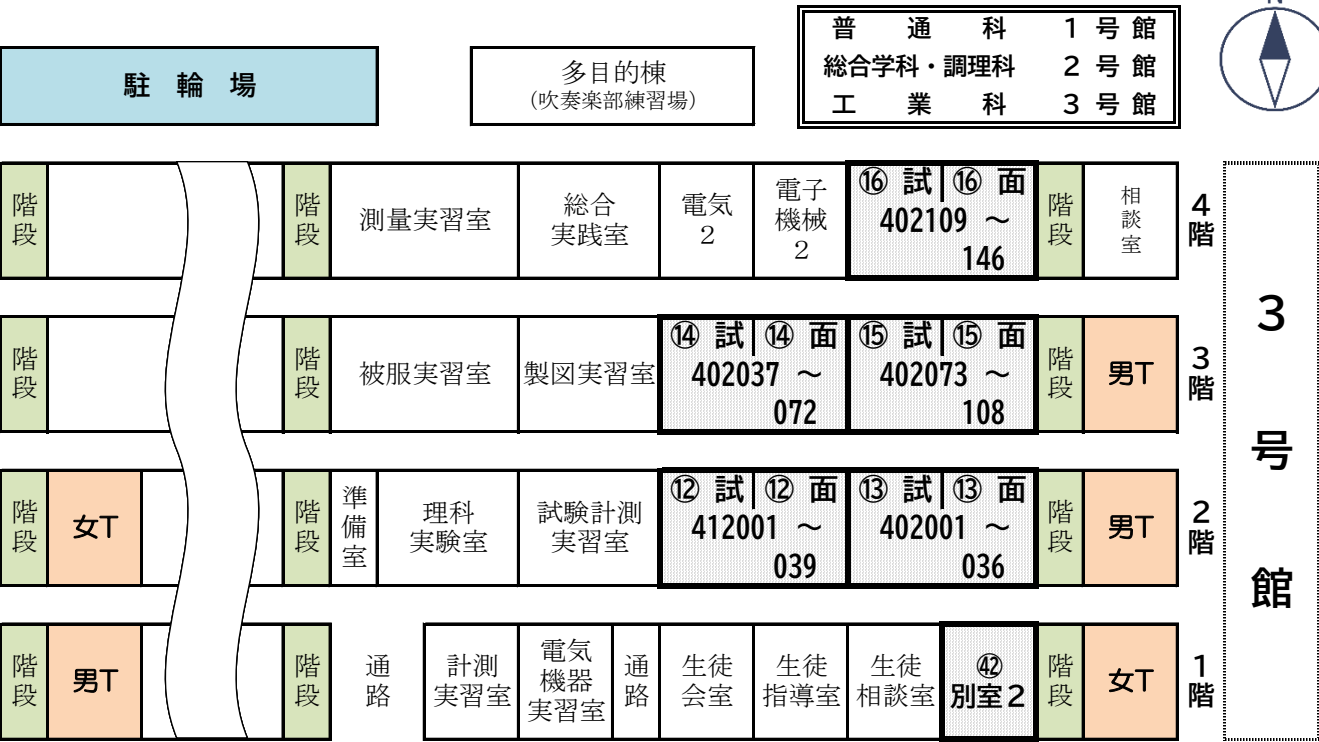 N
普通科 1号館
総合学科・調理科 2号館
工業科 3号館
駐輪場
多目的棟
(吹奏楽部練習場)
階段
階段
測量実習室
総合
実践室
電気
2
電子
機械
2
⑯ 試 ⑯ 面
402109 ~
146
階段
相談室
4階
階段
階段
被服実習室
製図実習室
⑭ 試 ⑭ 面
402037 ~
072
⑮ 試 ⑮ 面
402073 ~
108
階段
男T
3階
階段
女T
階段
準備室
理科
実験室
試験計測
実習室
⑫ 試 ⑫ 面
412001 ~
039
⑬ 試 ⑬ 面
402001 ~
036
階段
男T
2階
階段
男T
階段
通路
計測
実習室
電気
機器
実習室
通路
生徒
会室
生徒
指導室
生徒
相談室
㊷
別室2
階段
女T
1階
3号館